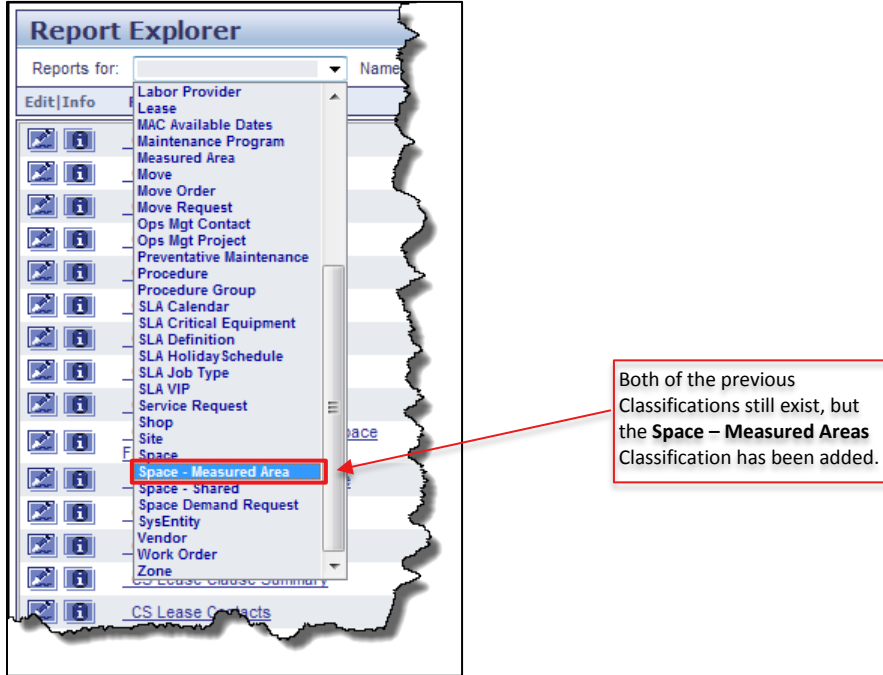 Report Explorer
Reports for:
Name
Edit|Info
Labor Provider
Lease
MAC Available Dates
Maintenance Program
Measured Area
Move
Move Order
Move Request
Ops Mgt Contact
Ops Mgt Project
Preventative Maintenance
Procedure
Procedure Group
SLA Calendar
SLA Critical Equipment
SLA Definition
SLA Holiday Schedule
SLA Job Type
SLA VIP
Service Request
Shop
Site
Space
Space - Measured Area
Space - Shared
Space Demand Request
SysEntity
Vendor
Work Order
Zone
CS Lease Clause Summary
CS Lease Contacts
Both of the previous
Classifications still exist, but
the Space – Measured Areas
Classification has been added.